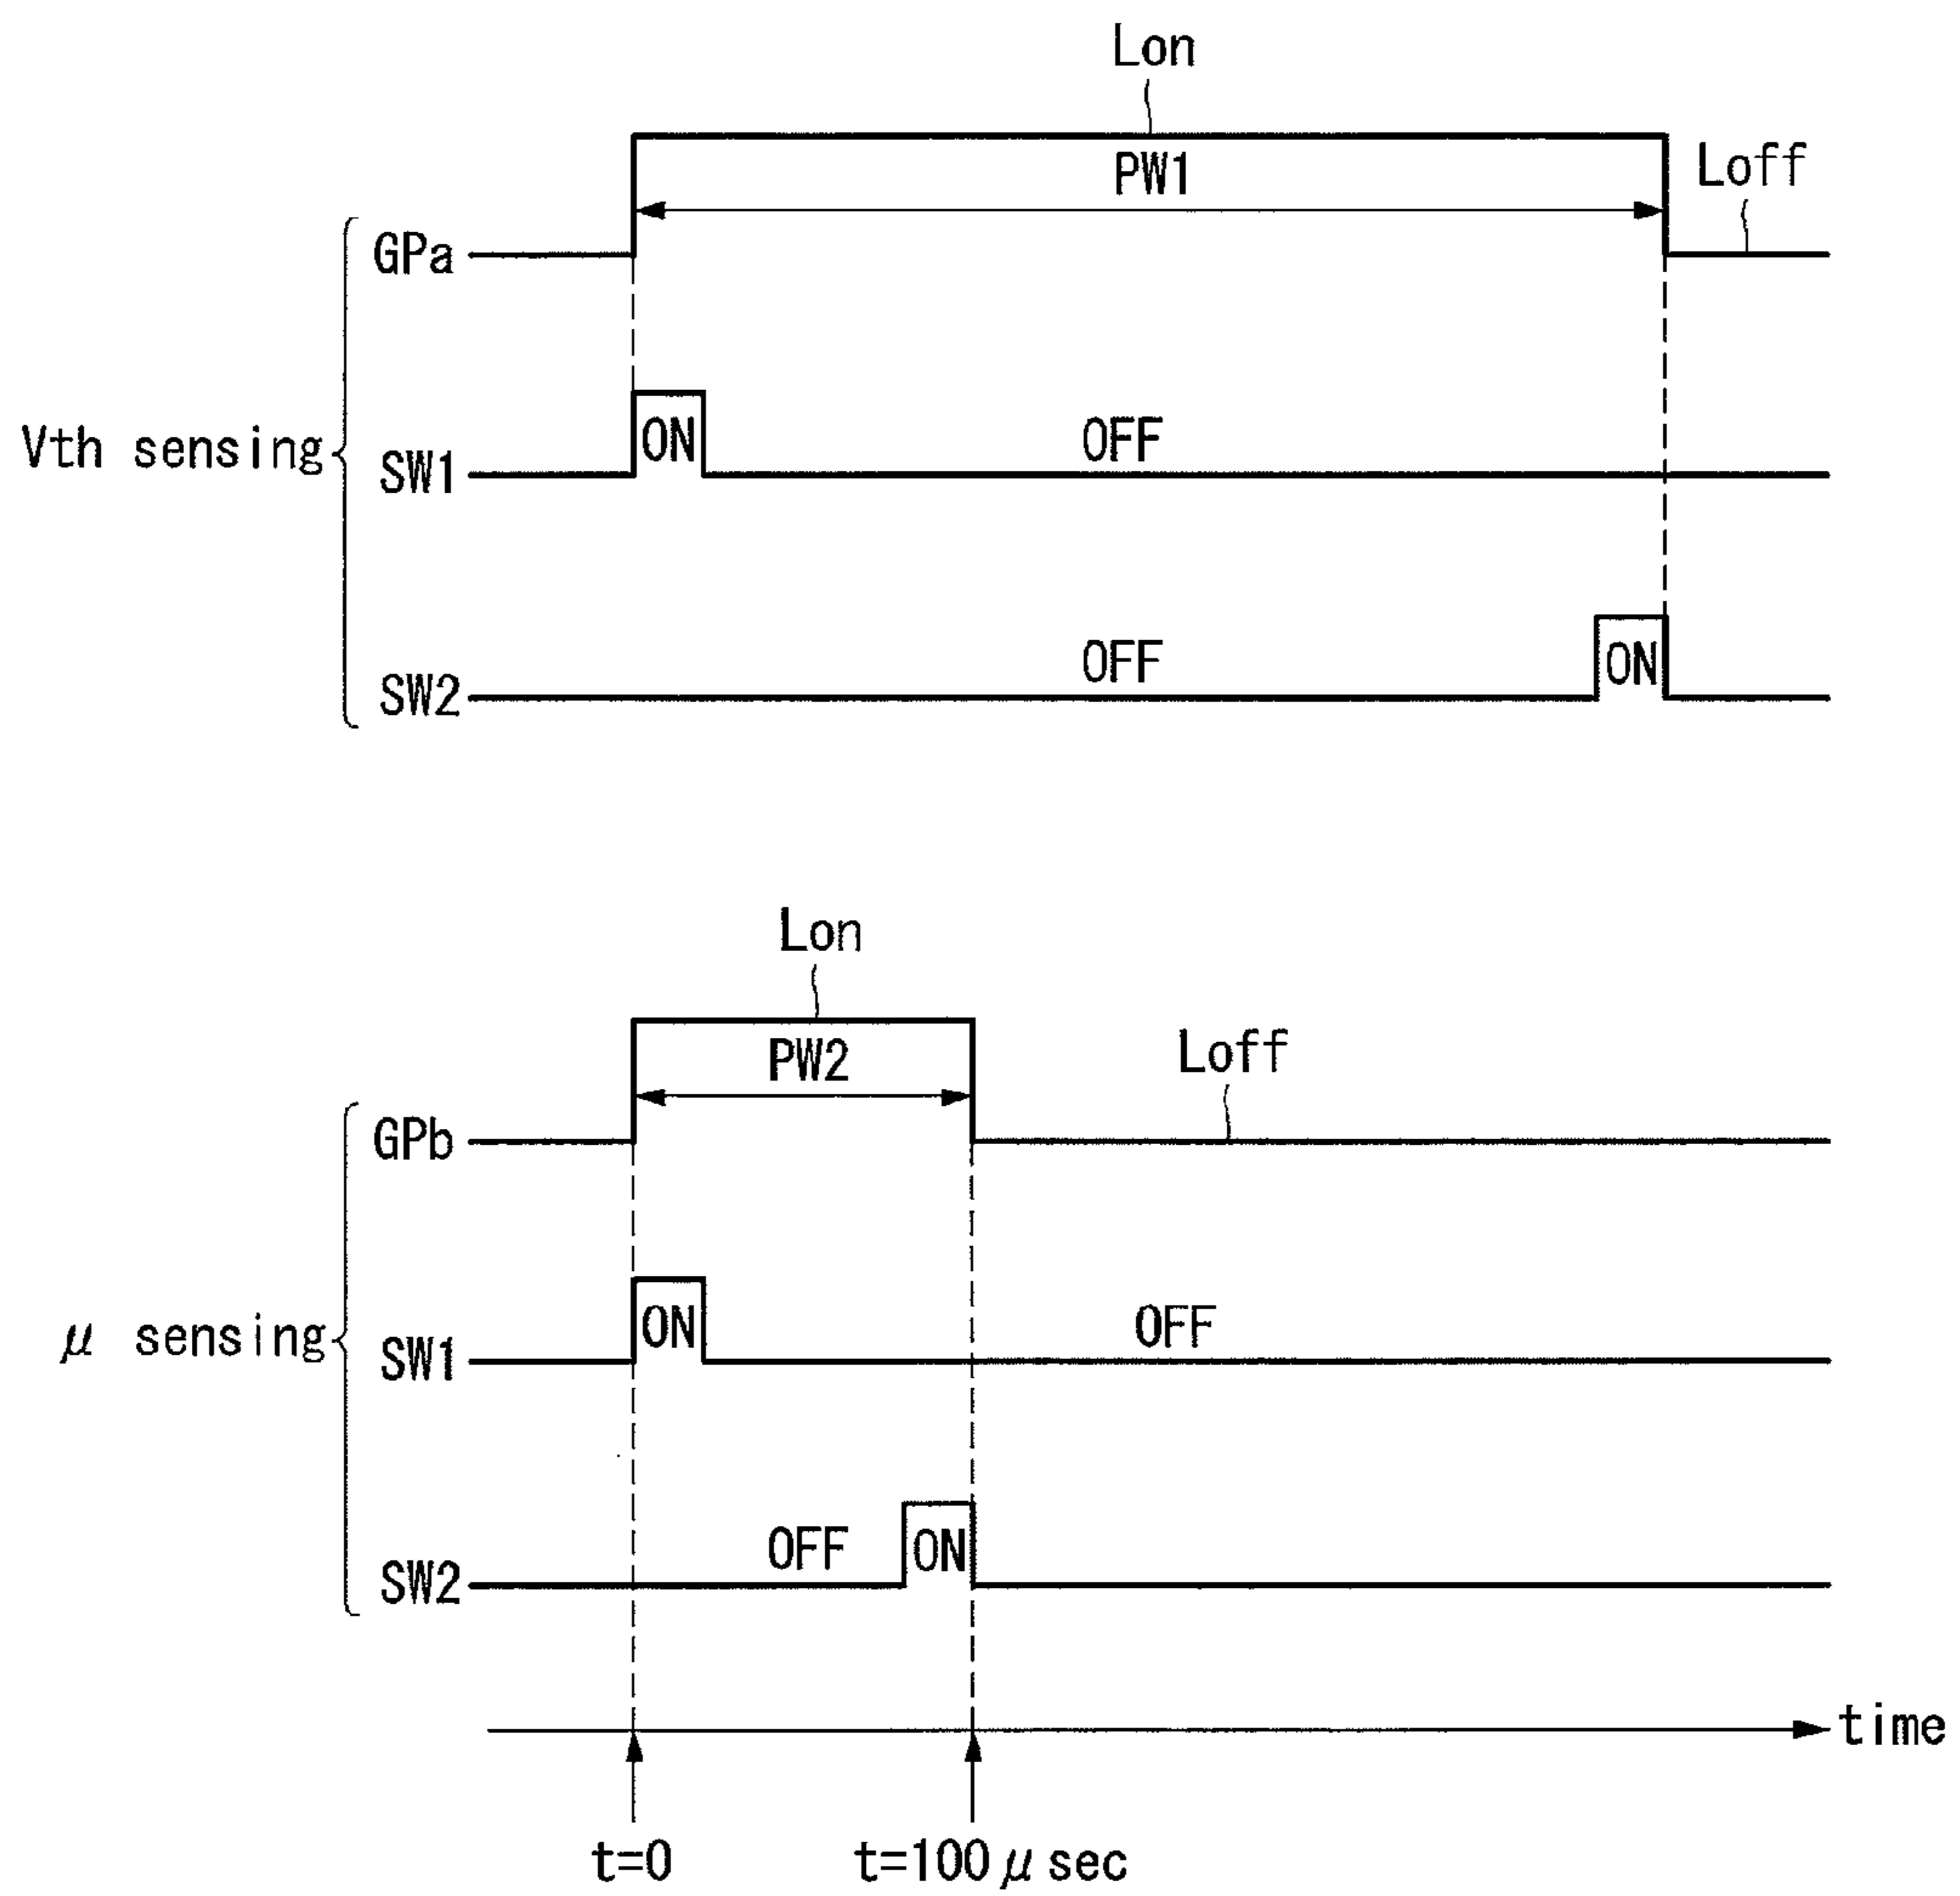 Lon
PW1
Loff
GPa
ON
OFF
Vth sensing
SW1
OFF
ON
SW2
Lon
PW2
Loff
GPb
ON
OFF
μ sensing
SW1
OFF
ON
SW2
time
t=0
t=100μsec